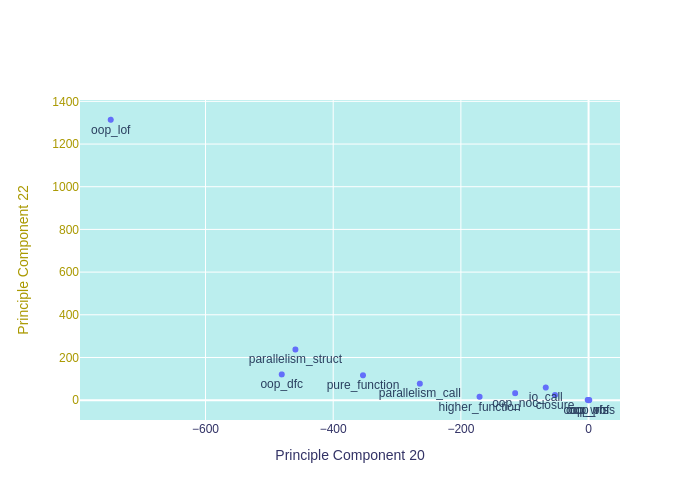 1400
1200
1000
800
600
400
200
0
Principle Component 22
oop_lof
parallelism_struct
oop_dfc
pure_function
parallelism_call
higher_function
oop_noc
io_call
closure
−600
−400
−200
0
Principle Component 20